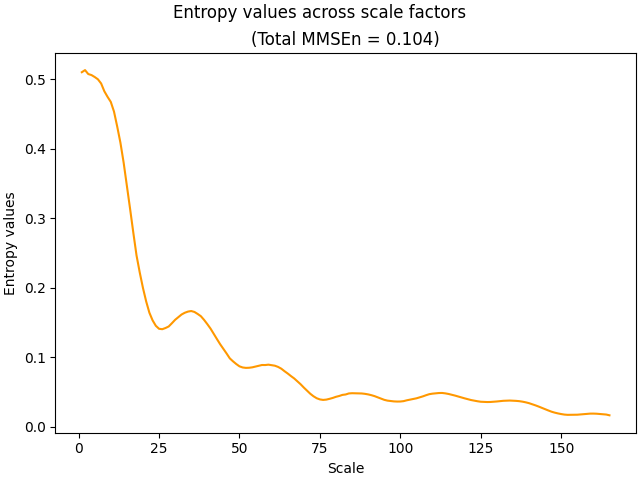 Entropy values across scale factors
(Total MMSEn = 0.104)
0.5
0.4
0.3
0.2
0.1
0.0
Entropy values
0 25 50 75 100 125 150
Scale